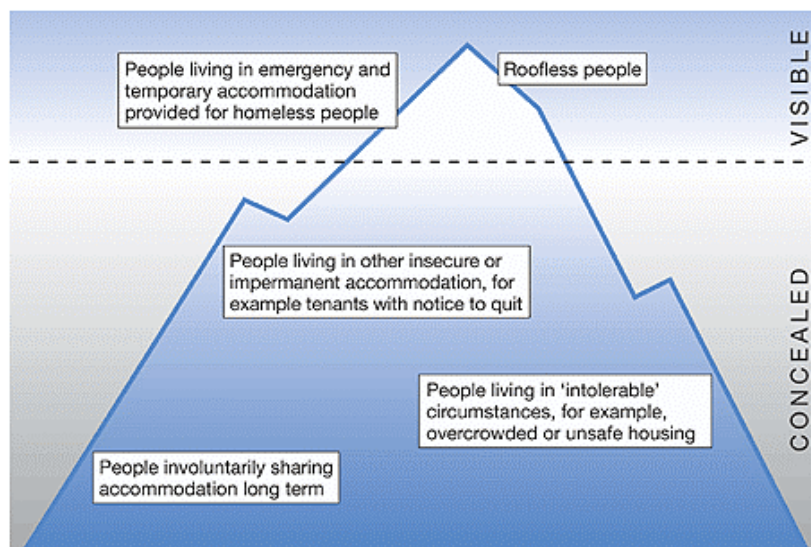 People living in emergency and
temporary accommodation
provided for homeless people
Roofless people
VISIBLE
People living in other insecure or
impermanent accommodation, for
example tenants with notice to quit
People living in ‘intolerable’
circumstances, for example,
overcrowded or unsafe housing
CONCEALED
People involuntarily sharing
accommodation long term